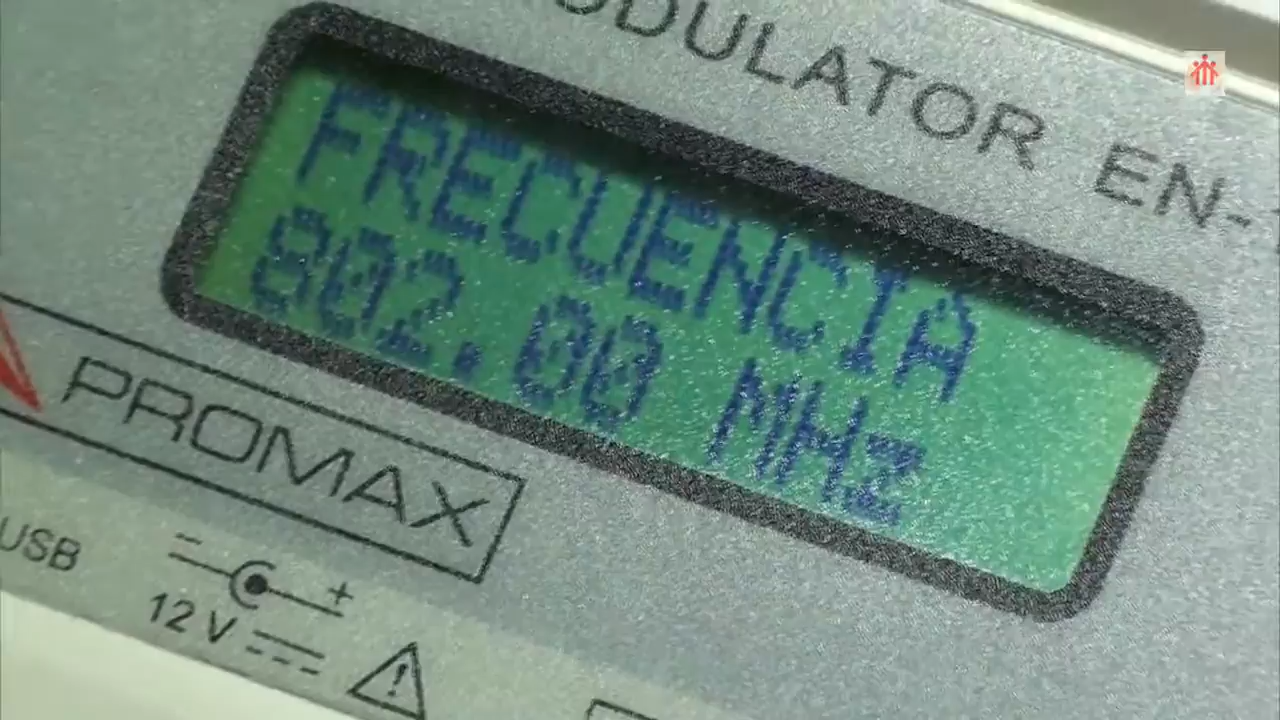 ODULATOR EN-
FRECUENCIA
802.00 MHz
PROMAX
USB
12 V